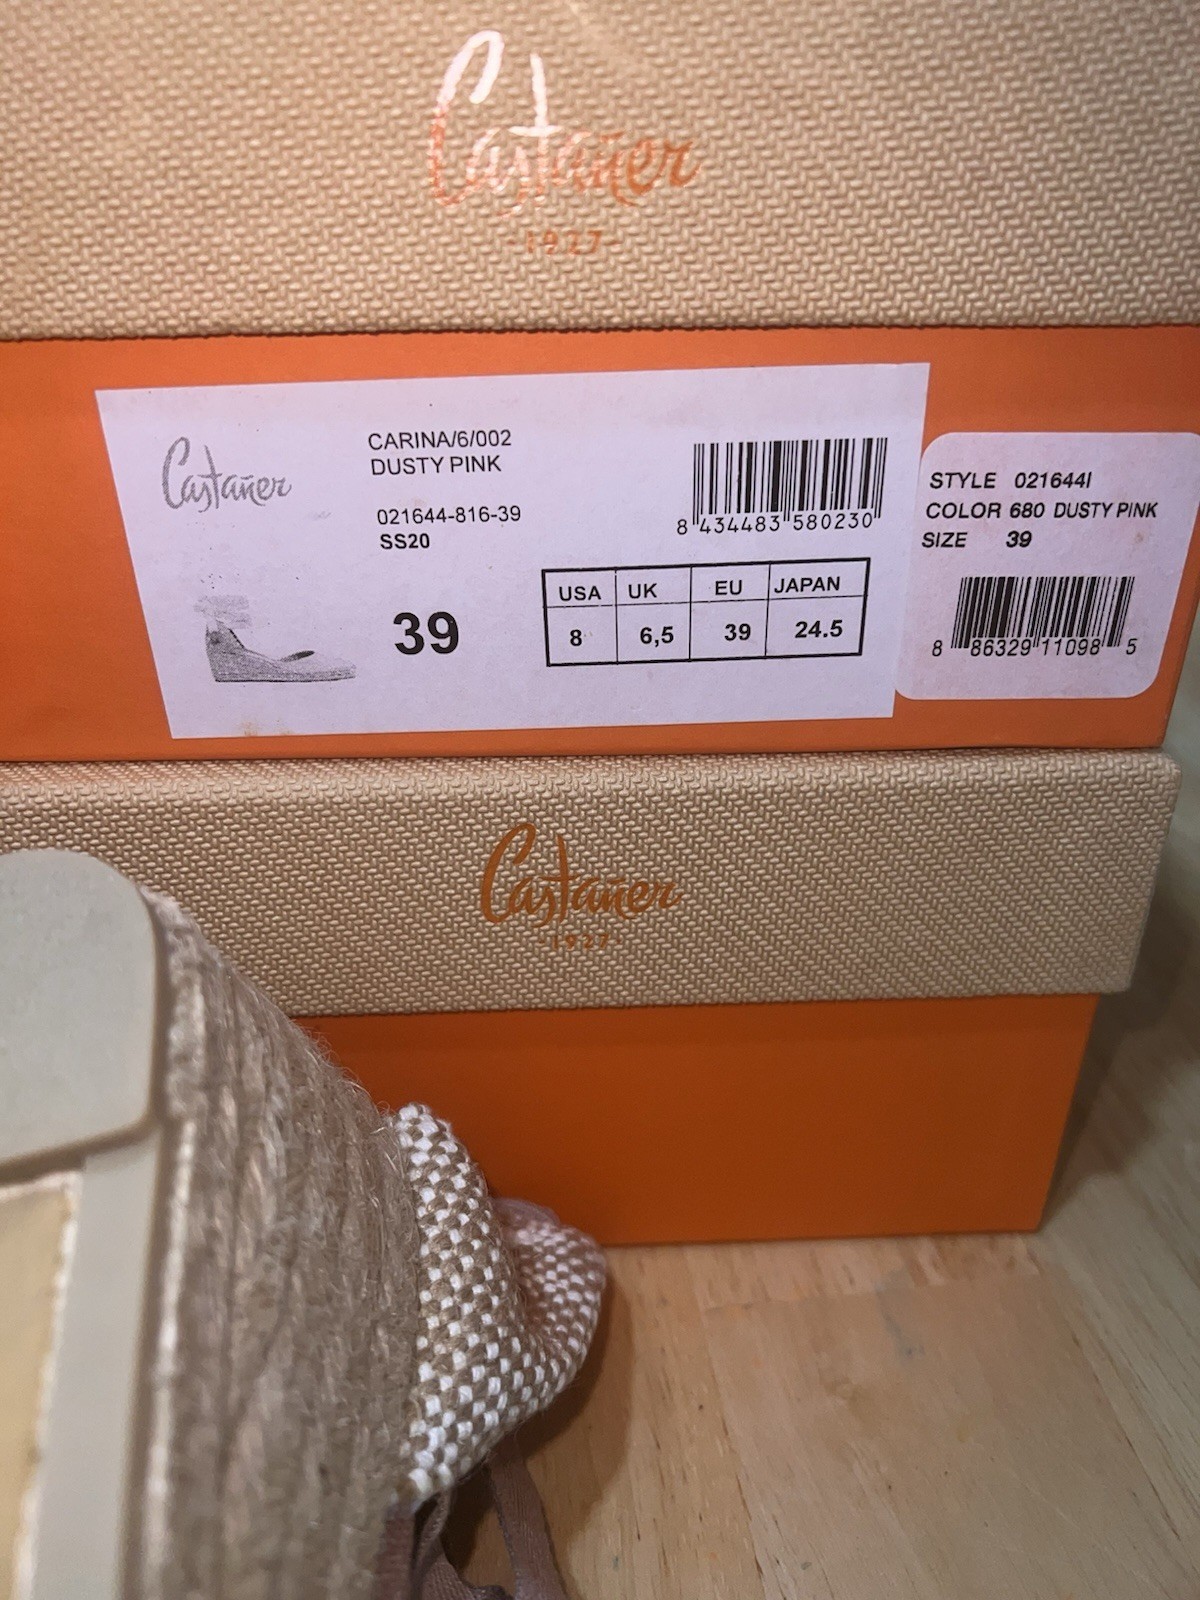 Castañer
-1927-
Castañer
CARINA/6/002
DUSTY PINK
021644-816-39
SS20
39
8 434483 580230
USA UK EU JAPAN
8 6,5 39 24.5
STYLE 021644I
COLOR 680 DUSTY PINK
SIZE 39
8 86329 11098 5
Castañer
-1927-